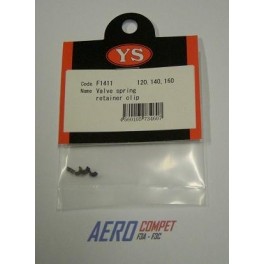 YS
Code F1411 120.140.160
Name Valve spring
retainer clip
AERO COMPET
F3A - F3C